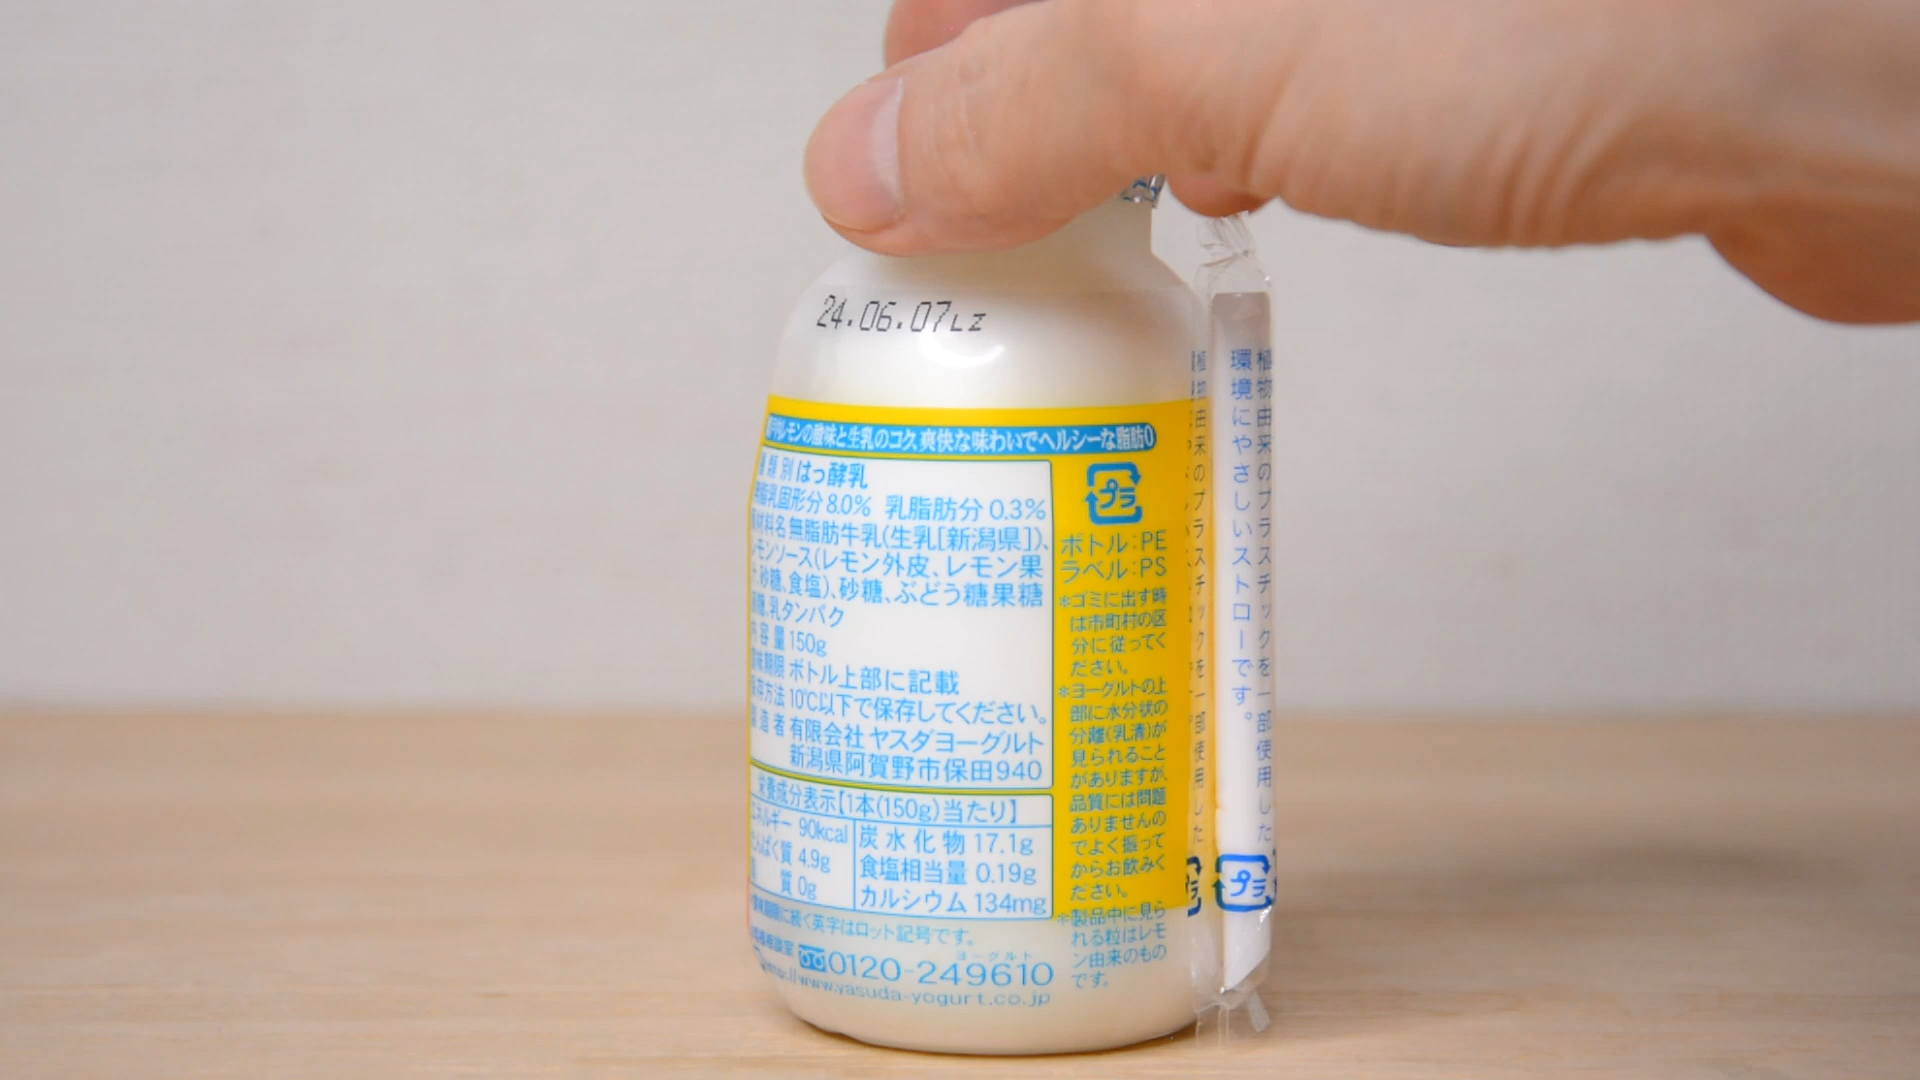 24.06.07LZ
レモンの酸味と生乳のコク 爽快な味わいでヘルシーな脂肪0
類別 はっ酵乳
脂乳固形分 8.0% 乳脂肪分 0.3%
材料名 無脂肪牛乳(生乳[新潟県])、
レモンソース(レモン外皮、レモン果
、砂糖、食塩)、砂糖、ぶどう糖果糖
糖、乳タンパク
内容量 150g
味期限 ボトル上部に記載
保存方法 10℃以下で保存してください。
造者 有限会社 ヤスダヨーグルト
新潟県阿賀野市保田940
栄養成分表示【1本(150g)当たり】
エネルギー 90kcal
たんぱく質 4.9g
質 0g
炭水化物 17.1g
食塩相当量 0.19g
カルシウム 134mg
味期限に続く英字はロット記号です。
相談室 0120-249610
ヨーグルト
http://www.yasuda-yogurt.co.jp
プラ
ボトル:PE
ラベル:PS
*ゴミに出す時
は市町村の区
分に従ってく
ださい。
*ヨーグルトの上
部に水分状の
分離(乳清)が
見られること
がありますが、
品質には問題
ありませんの
でよく振って
からお飲みく
ださい。
*製品中に見ら
れる粒はレモ
ン由来のもの
です。
植物由来のプラスチックを一部使用した
環境にやさしいストローです。
プラ